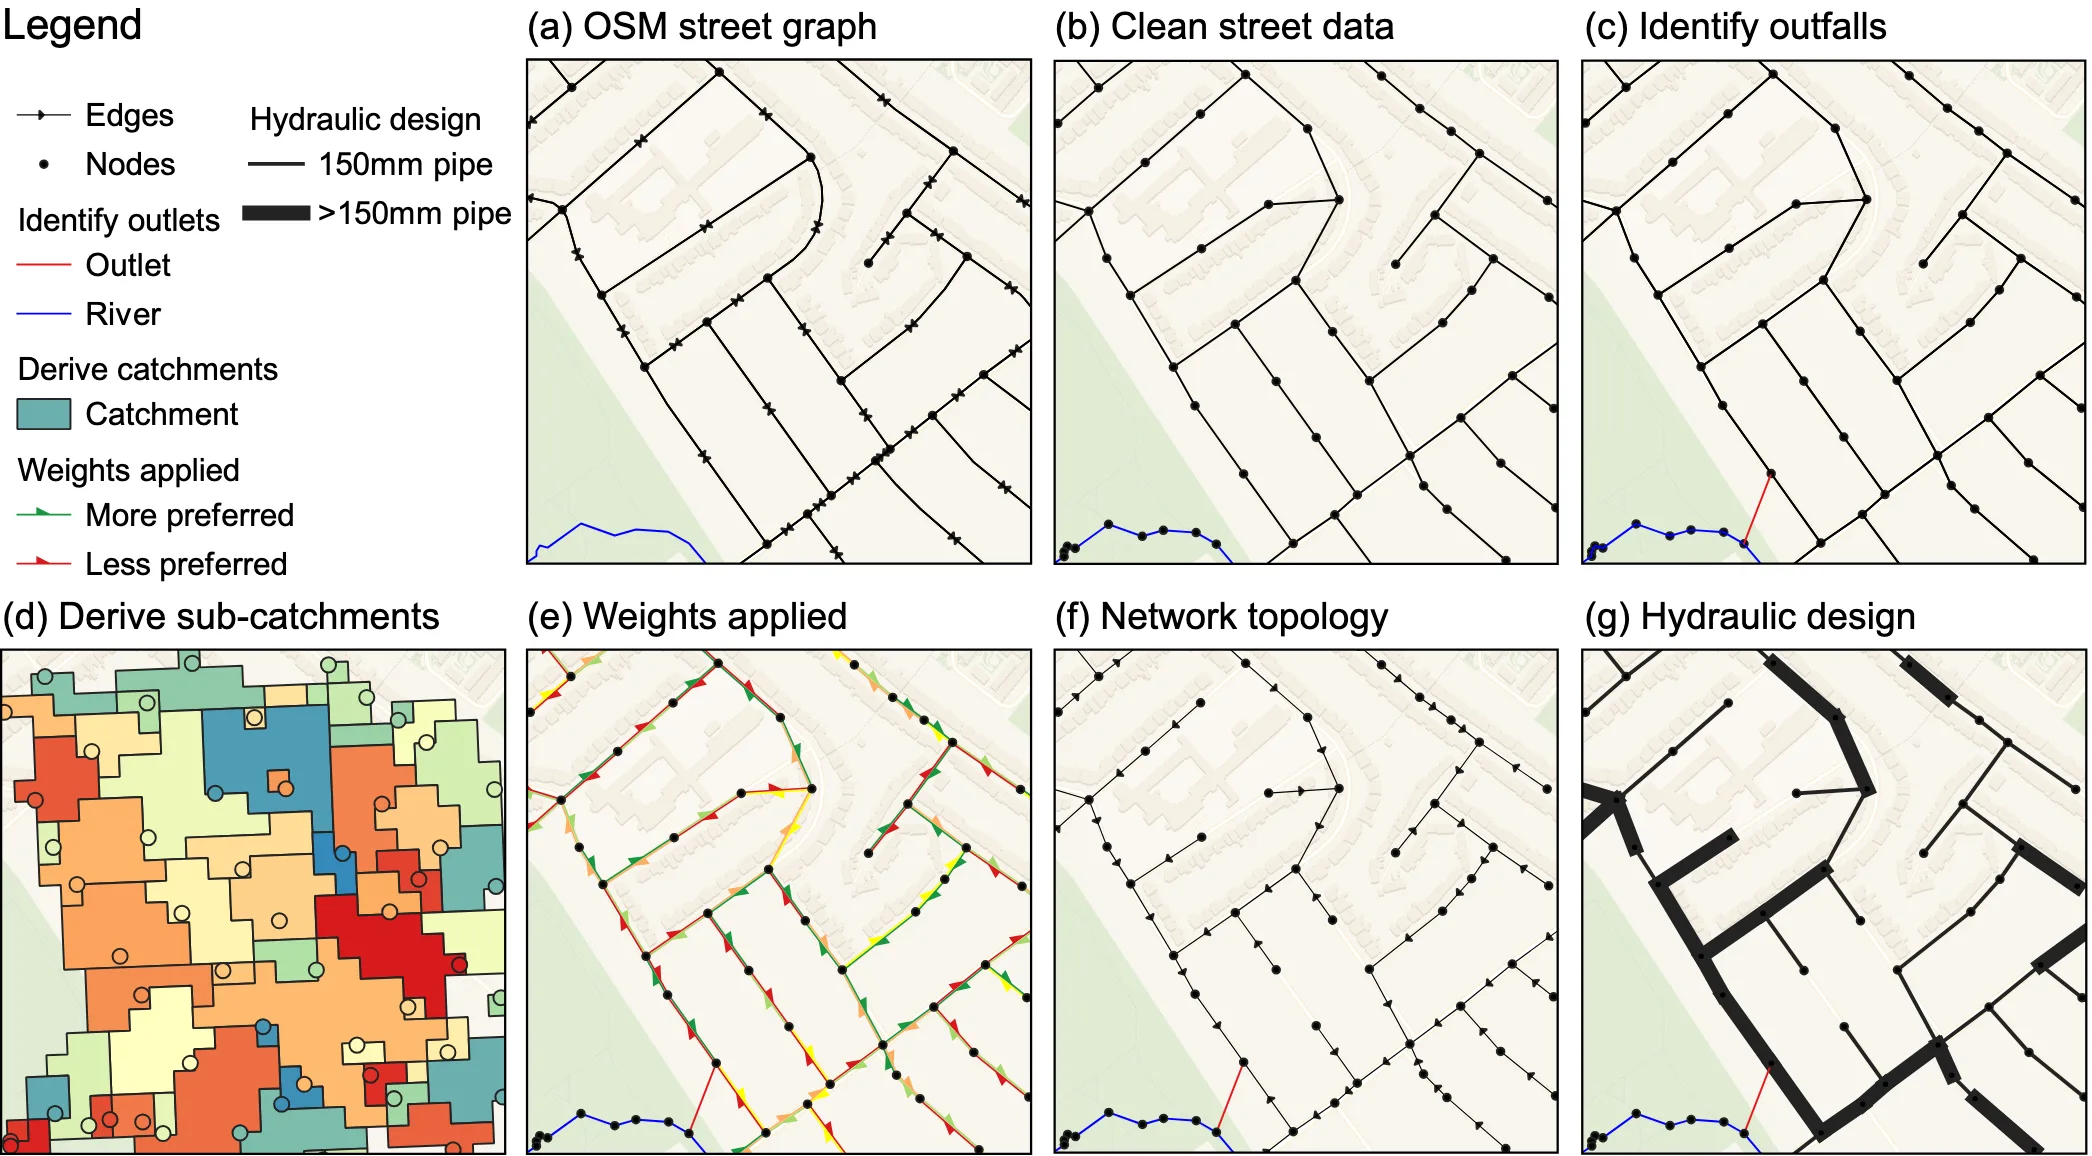 Legend
Edges
Nodes
Identify outlets
Outlet
River
Derive catchments
Catchment
Weights applied
More preferred
Less preferred
Hydraulic design
150mm pipe
>150mm pipe
(a) OSM street graph
(b) Clean street data
(c) Identify outfalls
(d) Derive sub-catchments
(e) Weights applied
(f) Network topology
(g) Hydraulic design